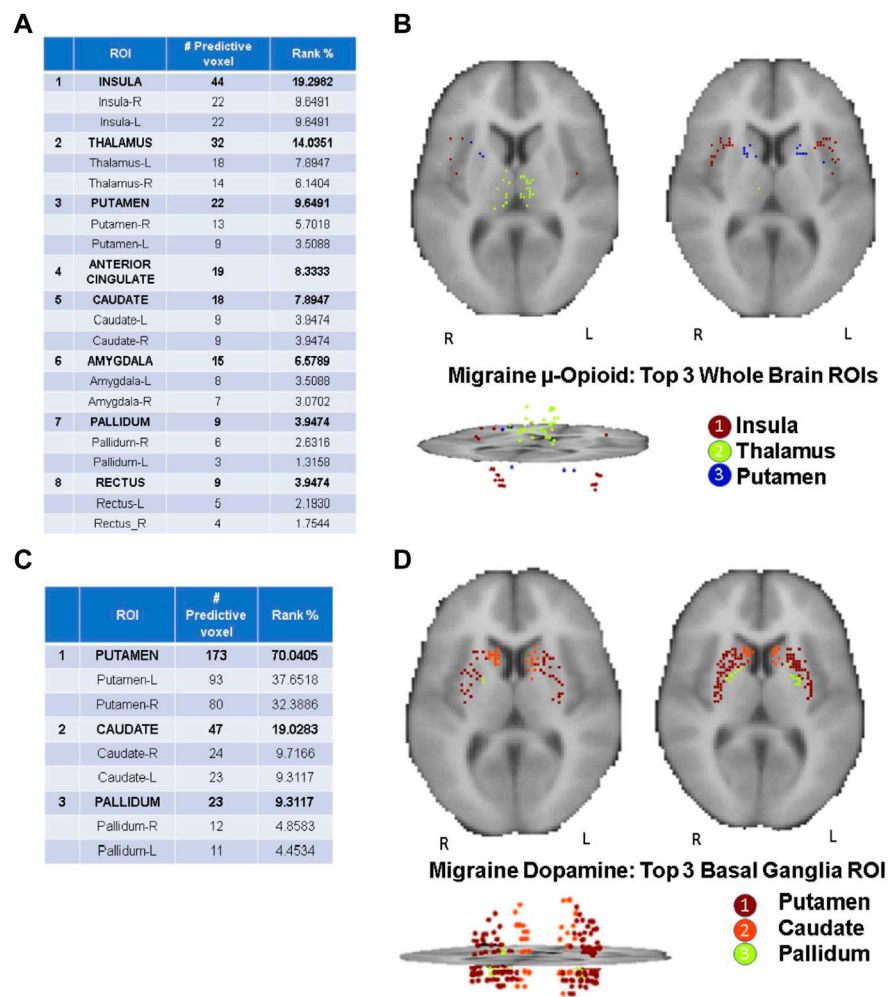 A
ROI # Predictive voxel Rank %
1 INSULA 44 19.2982
Insula-R 22 9.6491
Insula-L 22 9.6491
2 THALAMUS 32 14.0351
Thalamus-L 18 7.8947
Thalamus-R 14 6.1404
3 PUTAMEN 22 9.6491
Putamen-R 13 5.7018
Putamen-L 9 3.5088
4 ANTERIOR CINGULATE 19 8.3333
5 CAUDATE 18 7.8947
Caudate-L 9 3.9474
Caudate-R 9 3.9474
6 AMYGDALA 15 6.5789
Amygdala-L 8 3.5088
Amygdala-R 7 3.0702
7 PALLIDUM 9 3.9474
Pallidum-R 6 2.6316
Pallidum-L 3 1.3158
8 RECTUS 9 3.9474
Rectus-L 5 2.1930
Rectus_R 4 1.7544
B
R L R L
Migraine μ-Opioid: Top 3 Whole Brain ROIs
1 Insula
2 Thalamus
3 Putamen
C
ROI # Predictive voxel Rank %
1 PUTAMEN 173 70.0405
Putamen-L 93 37.6518
Putamen-R 80 32.3886
2 CAUDATE 47 19.0283
Caudate-R 24 9.7166
Caudate-L 23 9.3117
3 PALLIDUM 23 9.3117
Pallidum-R 12 4.8583
Pallidum-L 11 4.4534
D
R L R L
Migraine Dopamine: Top 3 Basal Ganglia ROI
1 Putamen
2 Caudate
3 Pallidum